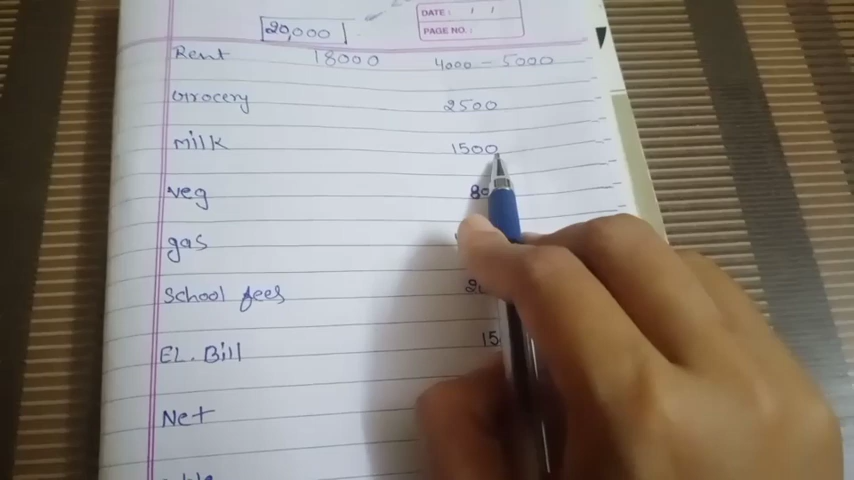 20,000
DATE: / /
PAGE NO.:
Rent 18000 4000 - 5000
Grocery 2500
milk 1500
veg
gas
School fees
EL. Bill
Net